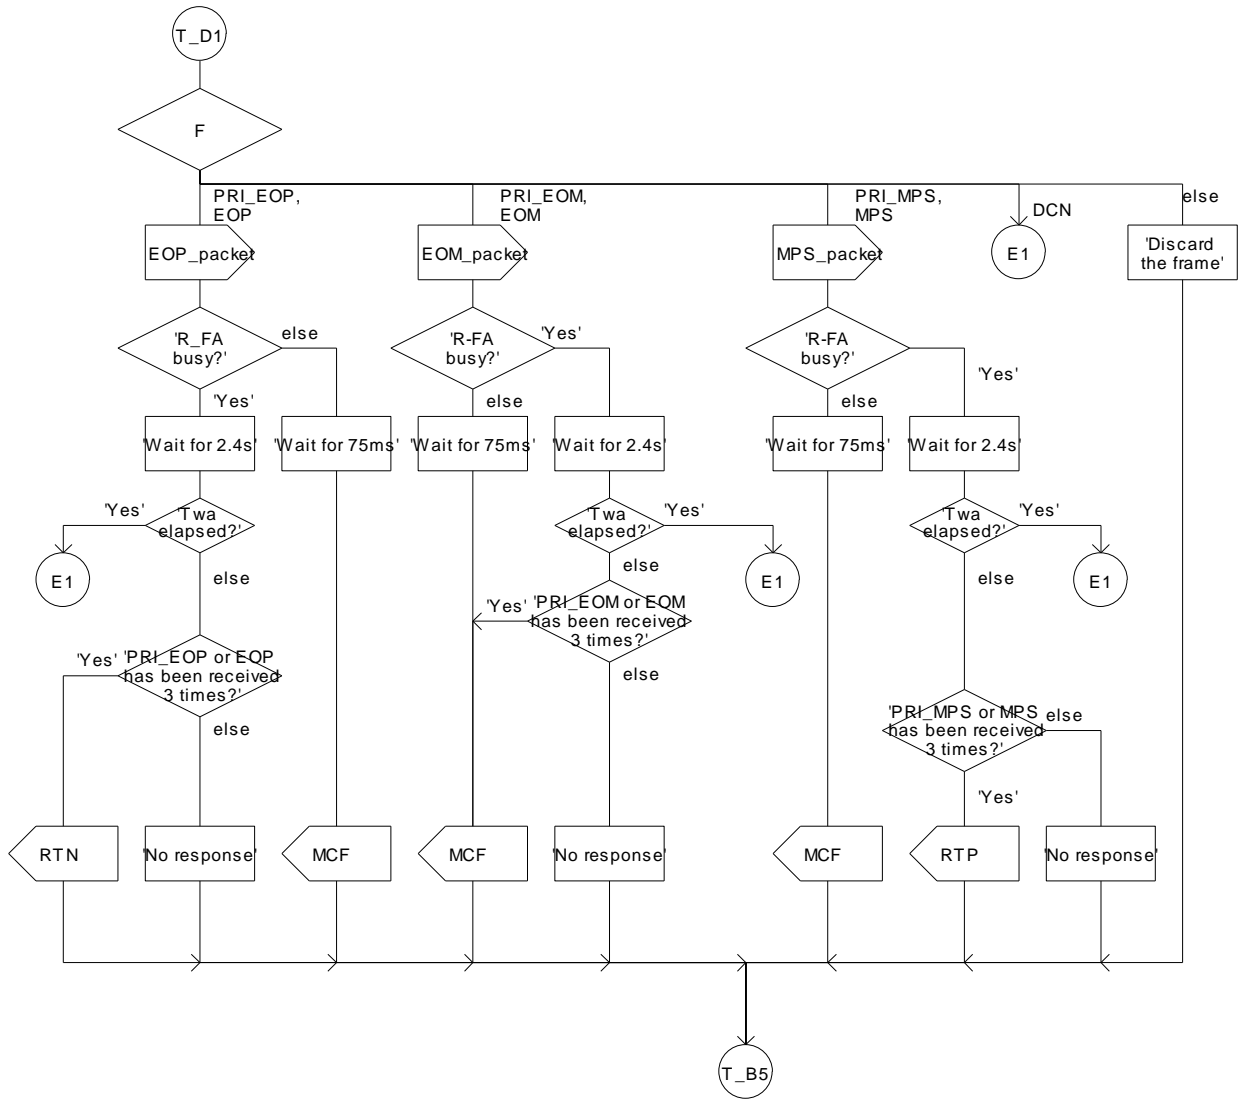 T_D1
F
PRI_EOP,
EOP
PRI_EOM,
EOM
PRI_MPS,
MPS
DCN
else
EOP_packet
EOM_packet
MPS_packet
E1
'Discard
the frame'
'R_FA
busy?'
else
'R-FA
busy?'
'Yes'
'R-FA
busy?'
'Yes'
'Yes'
else
else
'Wait for 2.4s'
'Wait for 75ms'
'Wait for 75ms'
'Wait for 2.4s'
'Wait for 75ms'
'Wait for 2.4s'
'Yes'
'Twa
elapsed?'
'Twa
elapsed?'
'Yes'
'Twa
elapsed?'
'Yes'
E1
else
else
E1
else
E1
'Yes'
'PRI_EOM or EOM
has been received
3 times?'
'Yes'
'PRI_EOP or EOP
has been received
3 times?'
else
else
'PRI_MPS or MPS
has been received
3 times?'
else
'Yes'
RTN
'No response'
MCF
MCF
'No response'
MCF
RTP
'No response'
T_B5